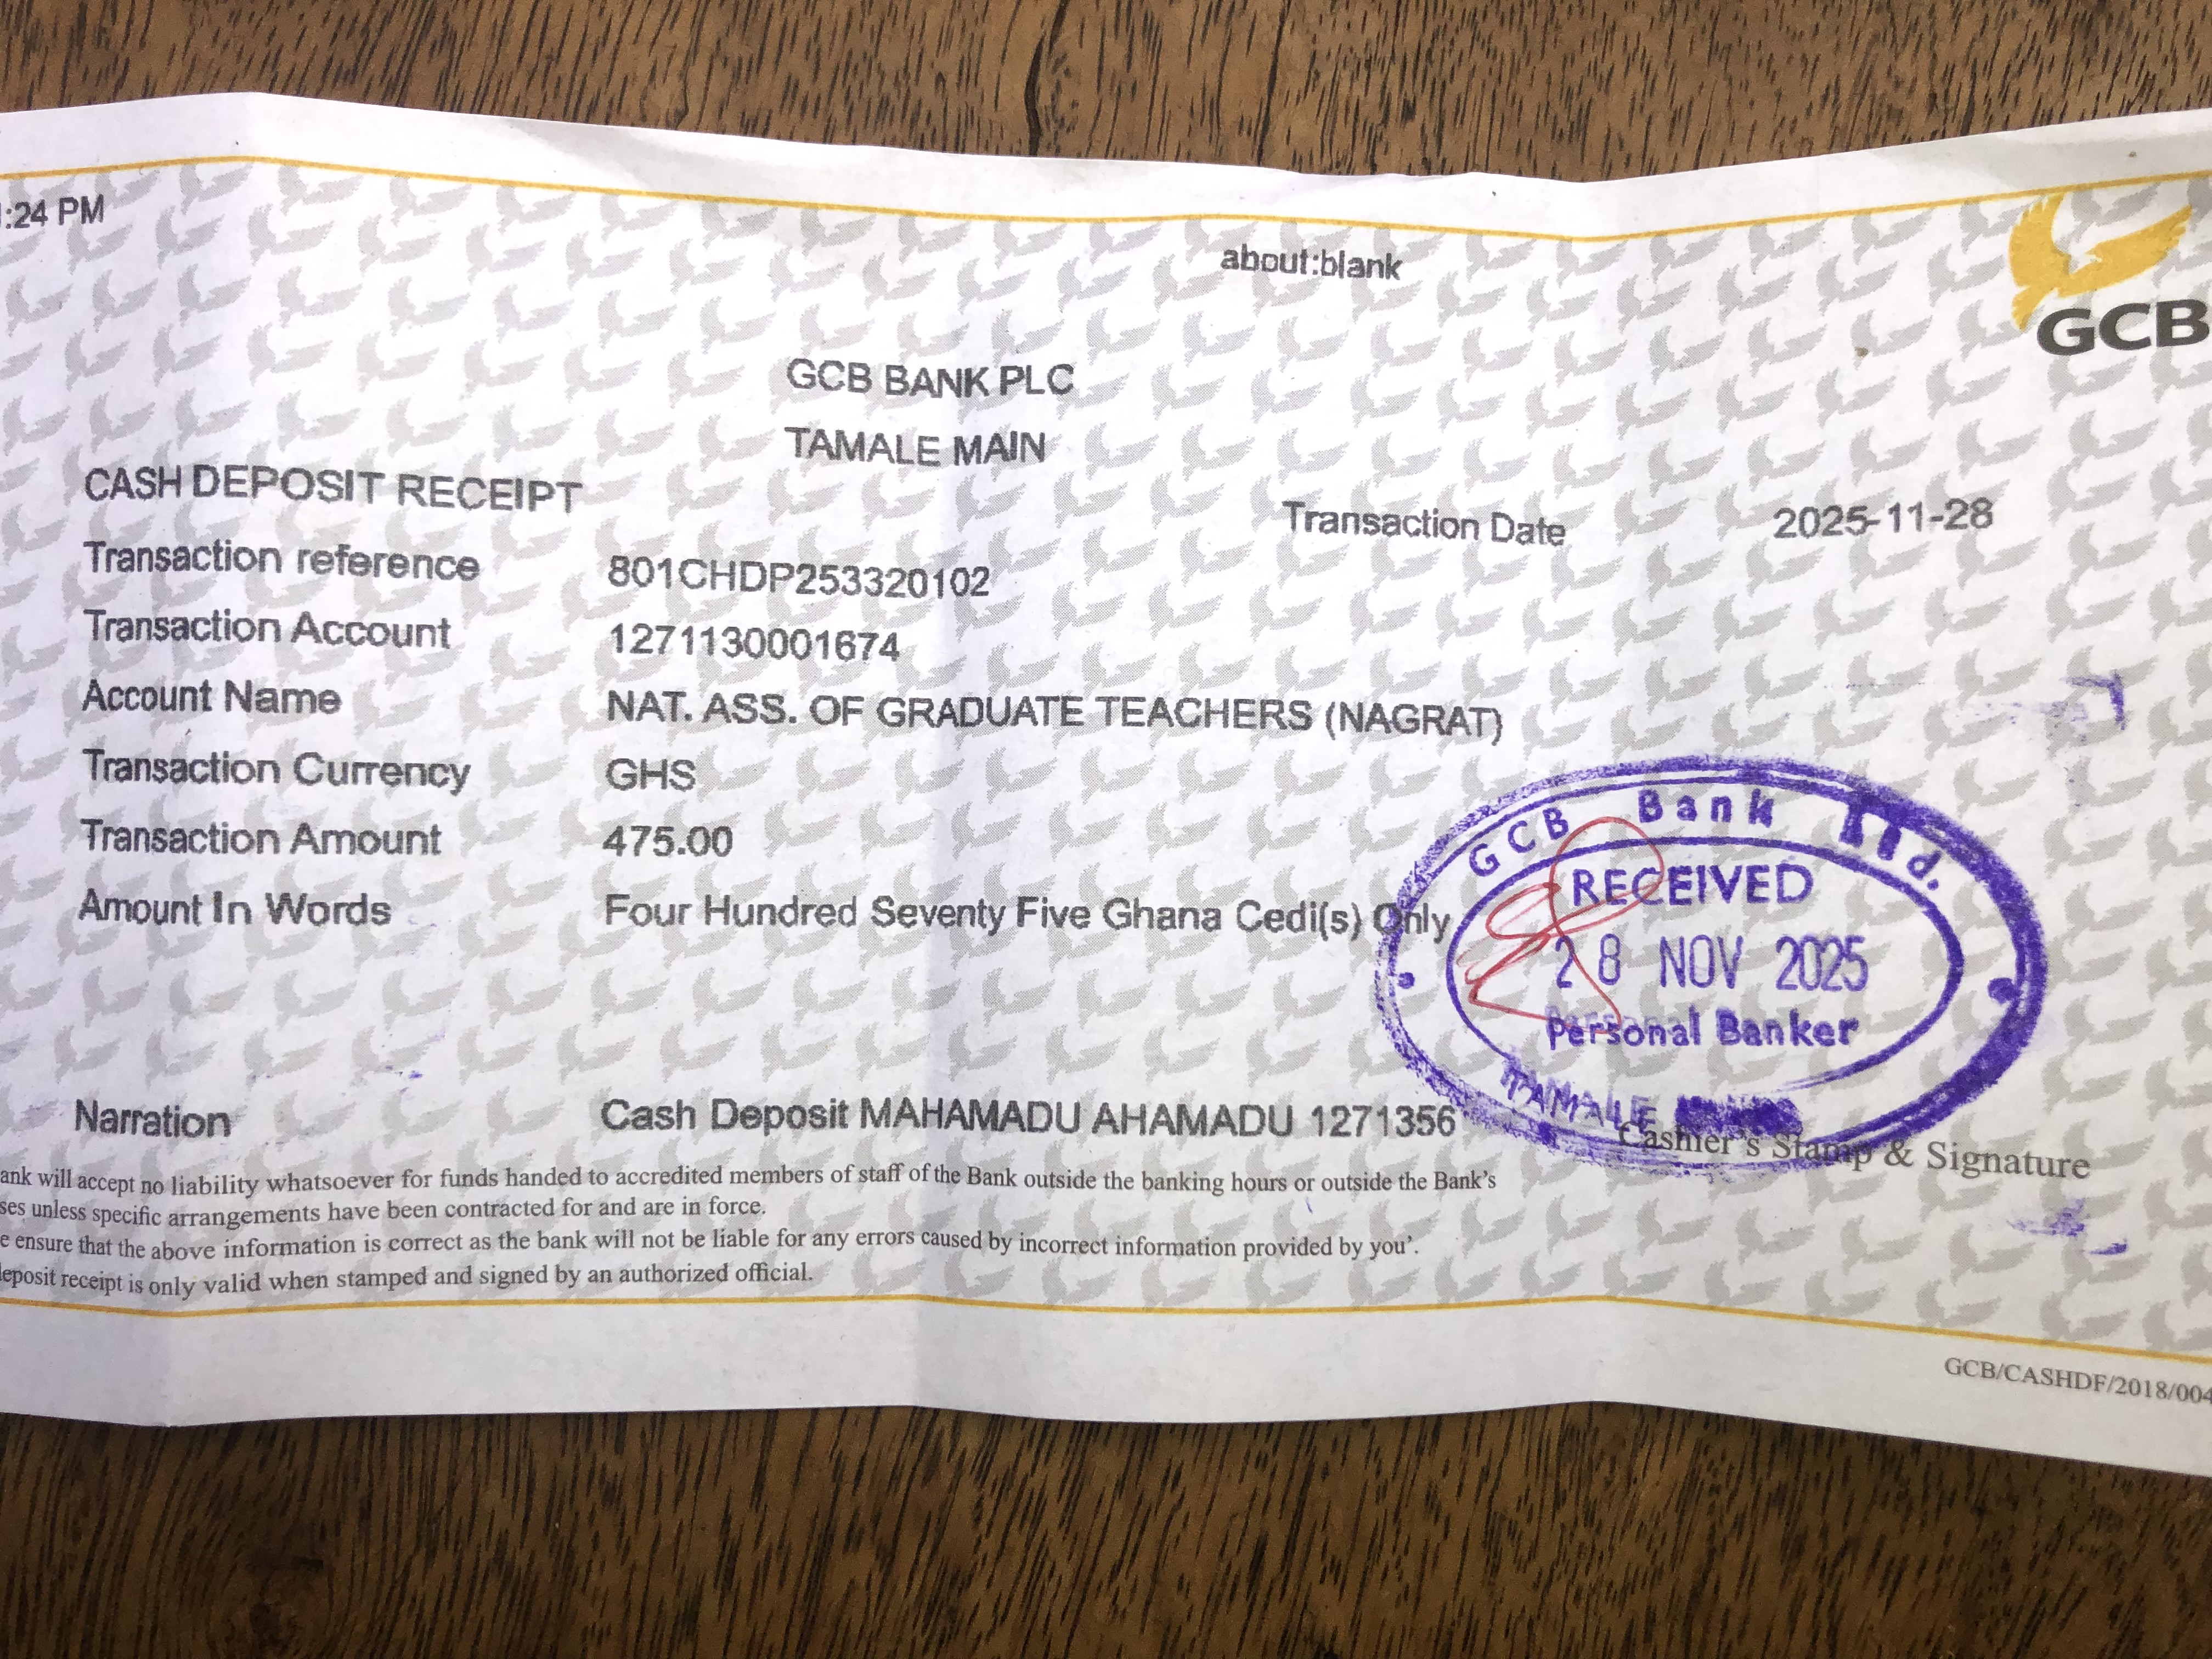 :24 PM
about:blank
GCB
GCB BANK PLC
TAMALE MAIN
CASH DEPOSIT RECEIPT
Transaction Date 2025-11-28
Transaction reference 801CHDP253320102
Transaction Account 1271130001674
Account Name NAT. ASS. OF GRADUATE TEACHERS (NAGRAT)
Transaction Currency GHS
Transaction Amount 475.00
Amount In Words Four Hundred Seventy Five Ghana Cedi(s) Only
GCB Bank Ltd.
RECEIVED
28 NOV 2025
Personal Banker
TAMALE
Narration Cash Deposit MAHAMADU AHAMADU 1271356
Cashier's Stamp & Signature
ank will accept no liability whatsoever for funds handed to accredited members of staff of the Bank outside the banking hours or outside the Bank's
ses unless specific arrangements have been contracted for and are in force.
e ensure that the above information is correct as the bank will not be liable for any errors caused by incorrect information provided by you'.
eposit receipt is only valid when stamped and signed by an authorized official.
GCB/CASHDF/2018/004